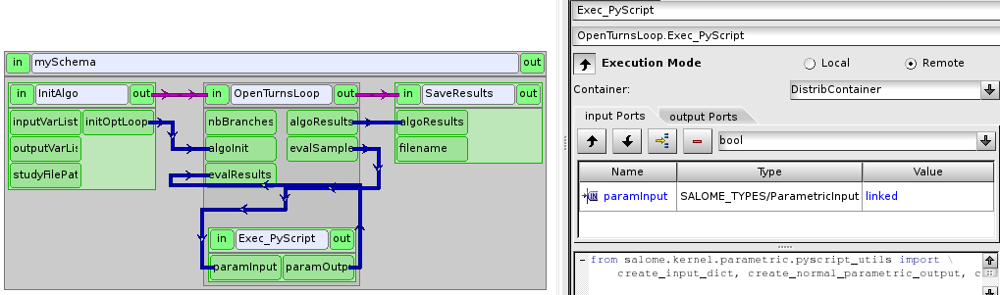 in mySchema out
in InitAlgo out
inputVarList initOptLoop
outputVarLis
studyFilePat
in OpenTurnsLoop out
nbBranches algoResults
algoInit evalSample
evalResults
in SaveResults out
algoResults
filename
in Exec_PyScript out
paramInput paramOutp
Exec_PyScript
OpenTurnsLoop.Exec_PyScript
Execution Mode Local Remote
Container: DistribContainer
input Ports output Ports
bool
Name Type Value
IN paramInput SALOME_TYPES/ParametricInput linked
from salome.kernel.parametric.pyscript_utils import \
create_input_dict, create_normal_parametric_output, c